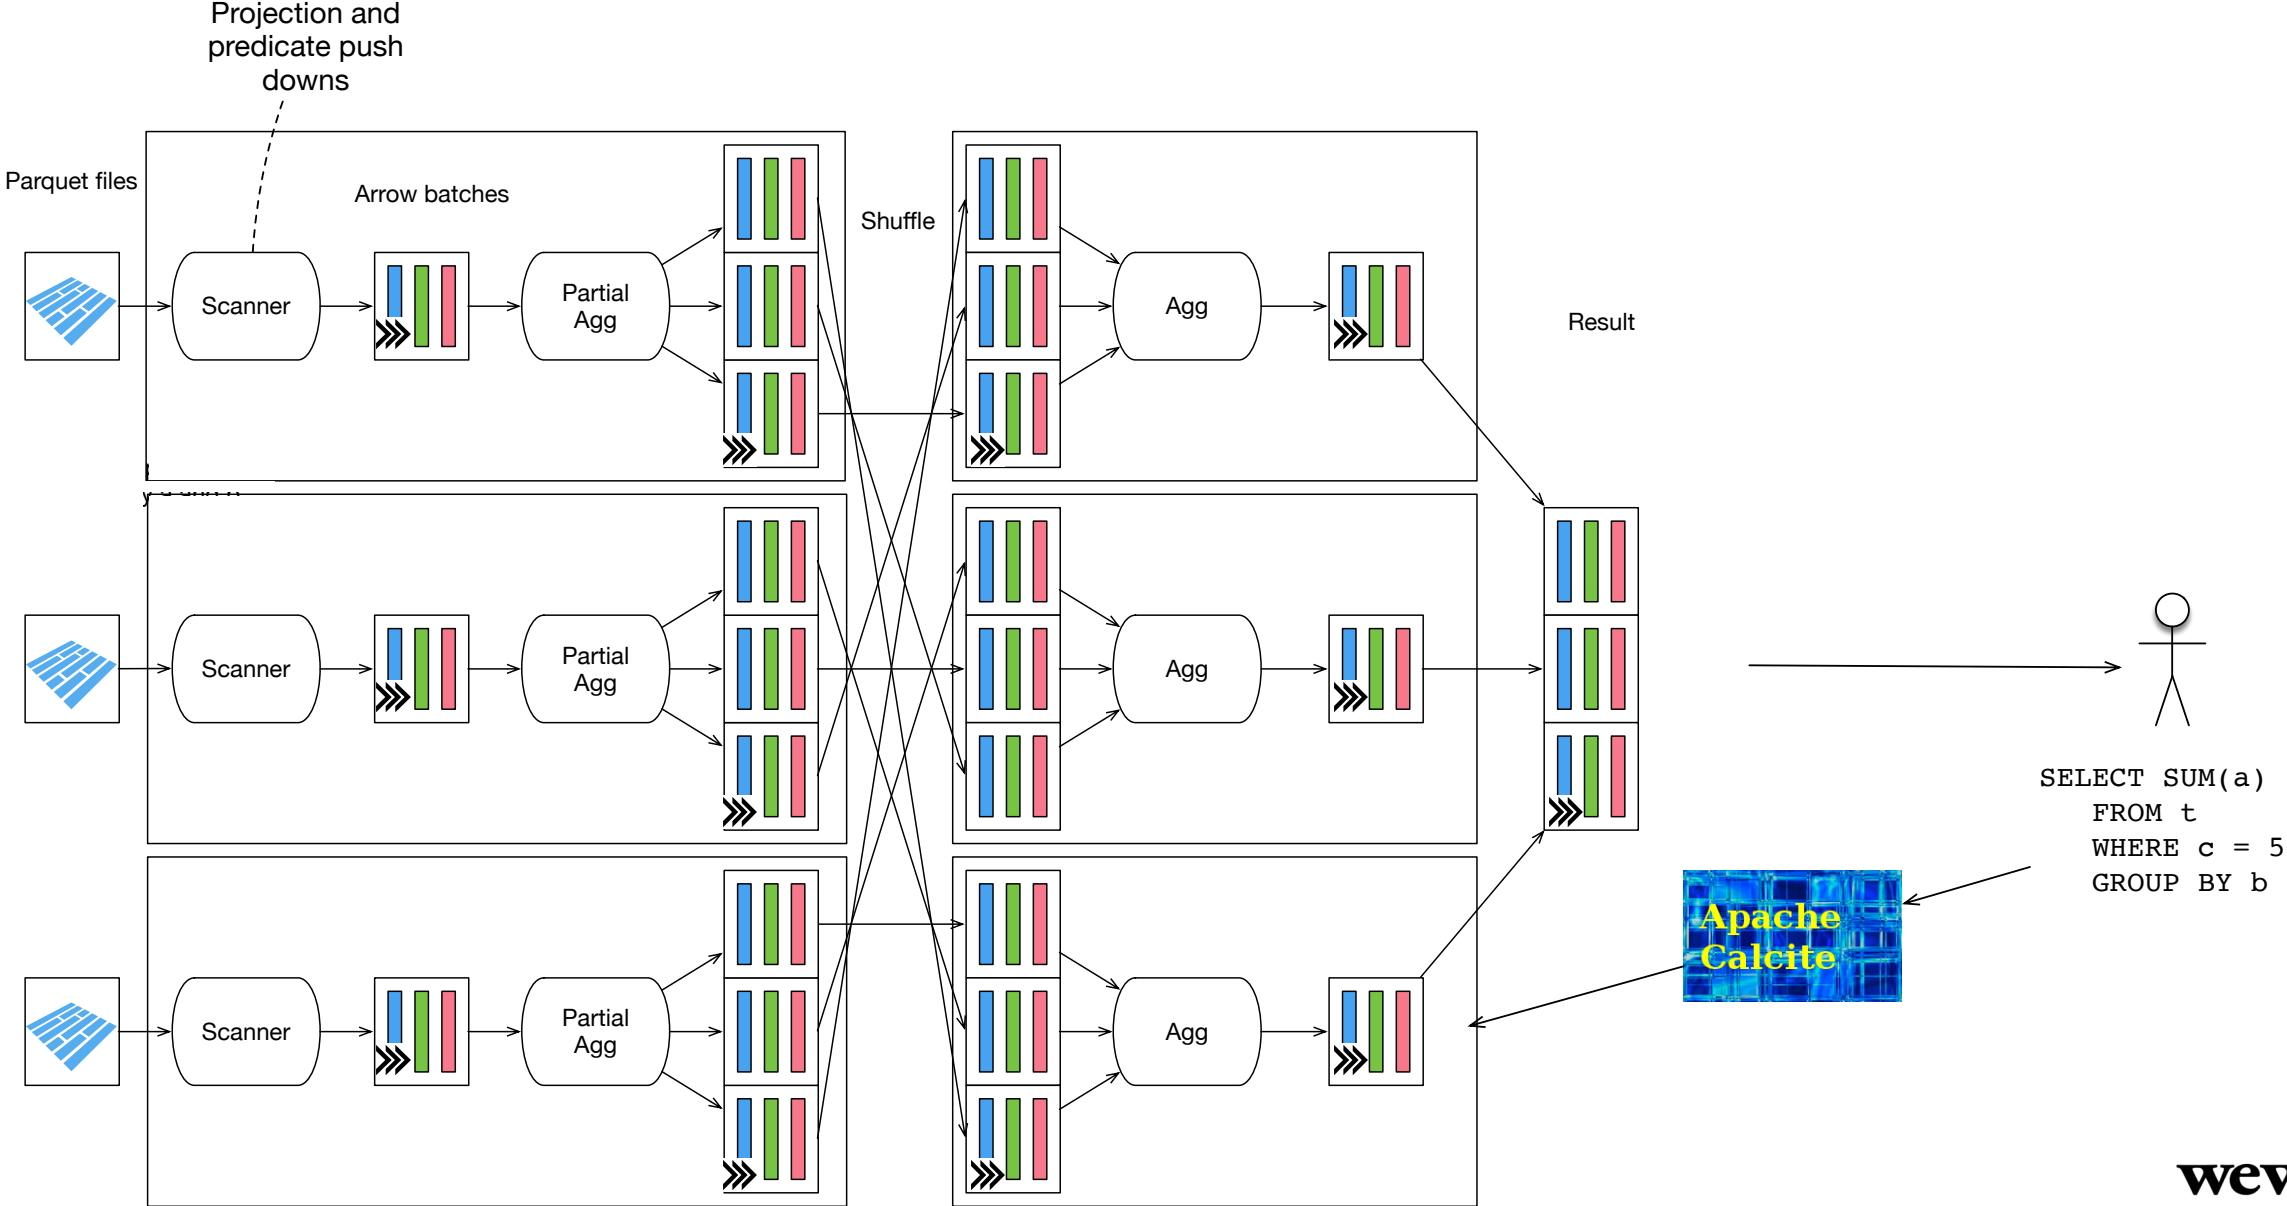 Projection and
predicate push
downs
Parquet files
Arrow batches
Shuffle
Scanner
Partial
Agg
Agg
Result
Scanner
Partial
Agg
Agg
SELECT SUM(a)
FROM t
WHERE c = 5
GROUP BY b
Apache
Calcite
Scanner
Partial
Agg
Agg